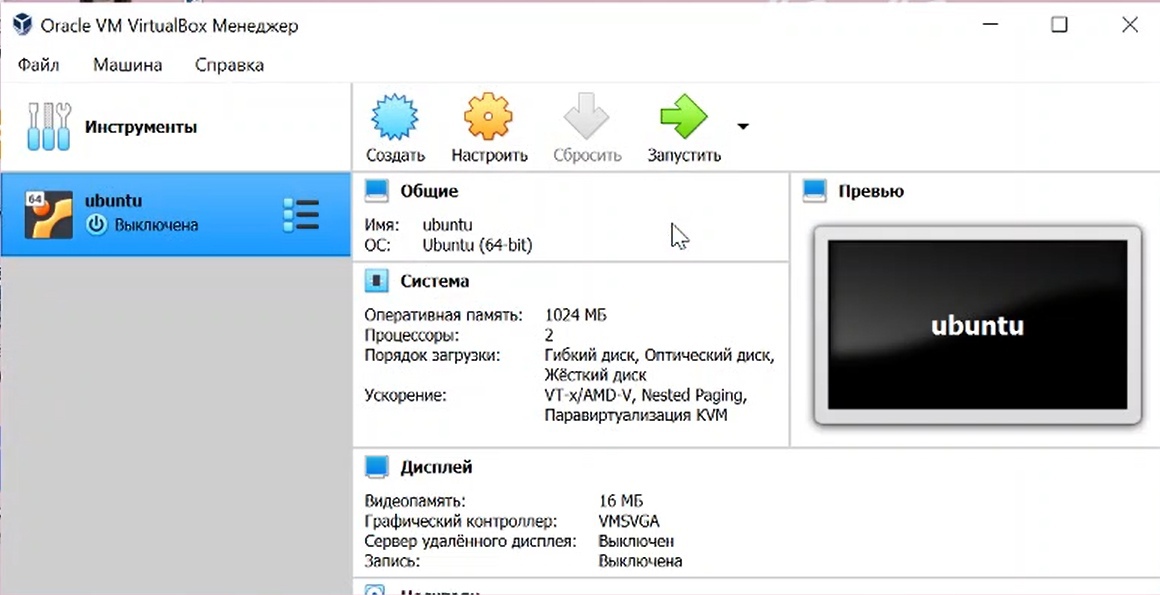 Oracle VM VirtualBox Менеджер
Файл Машина Справка
Инструменты
Создать Настроить Сбросить Запустить
64
ubuntu
Выключена
Общие
Имя: ubuntu
ОС: Ubuntu (64-bit)
Система
Оперативная память: 1024 МБ
Процессоры: 2
Порядок загрузки: Гибкий диск, Оптический диск,
Жёсткий диск
Ускорение: VT-x/AMD-V, Nested Paging,
Паравиртуализация KVM
Превью
ubuntu
Дисплей
Видеопамять: 16 МБ
Графический контроллер: VMSVGA
Сервер удалённого дисплея: Выключен
Запись: Выключена